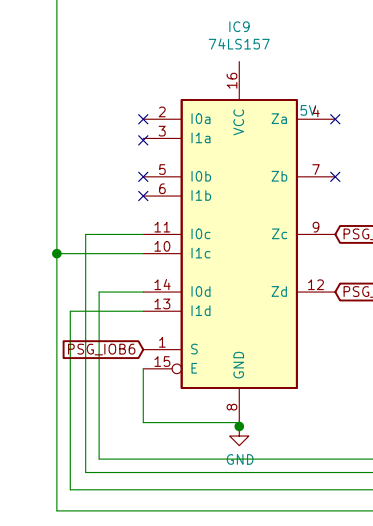 IC9
74LS157
16
VCC
5V
2 I0a Za 4
3 I1a
5 I0b Zb 7
6 I1b
11 I0c Zc 9 PSG_
10 I1c
14 I0d Zd 12 PSG_
13 I1d
PSG_IOB6 1 S
15 E
GND
8
GND